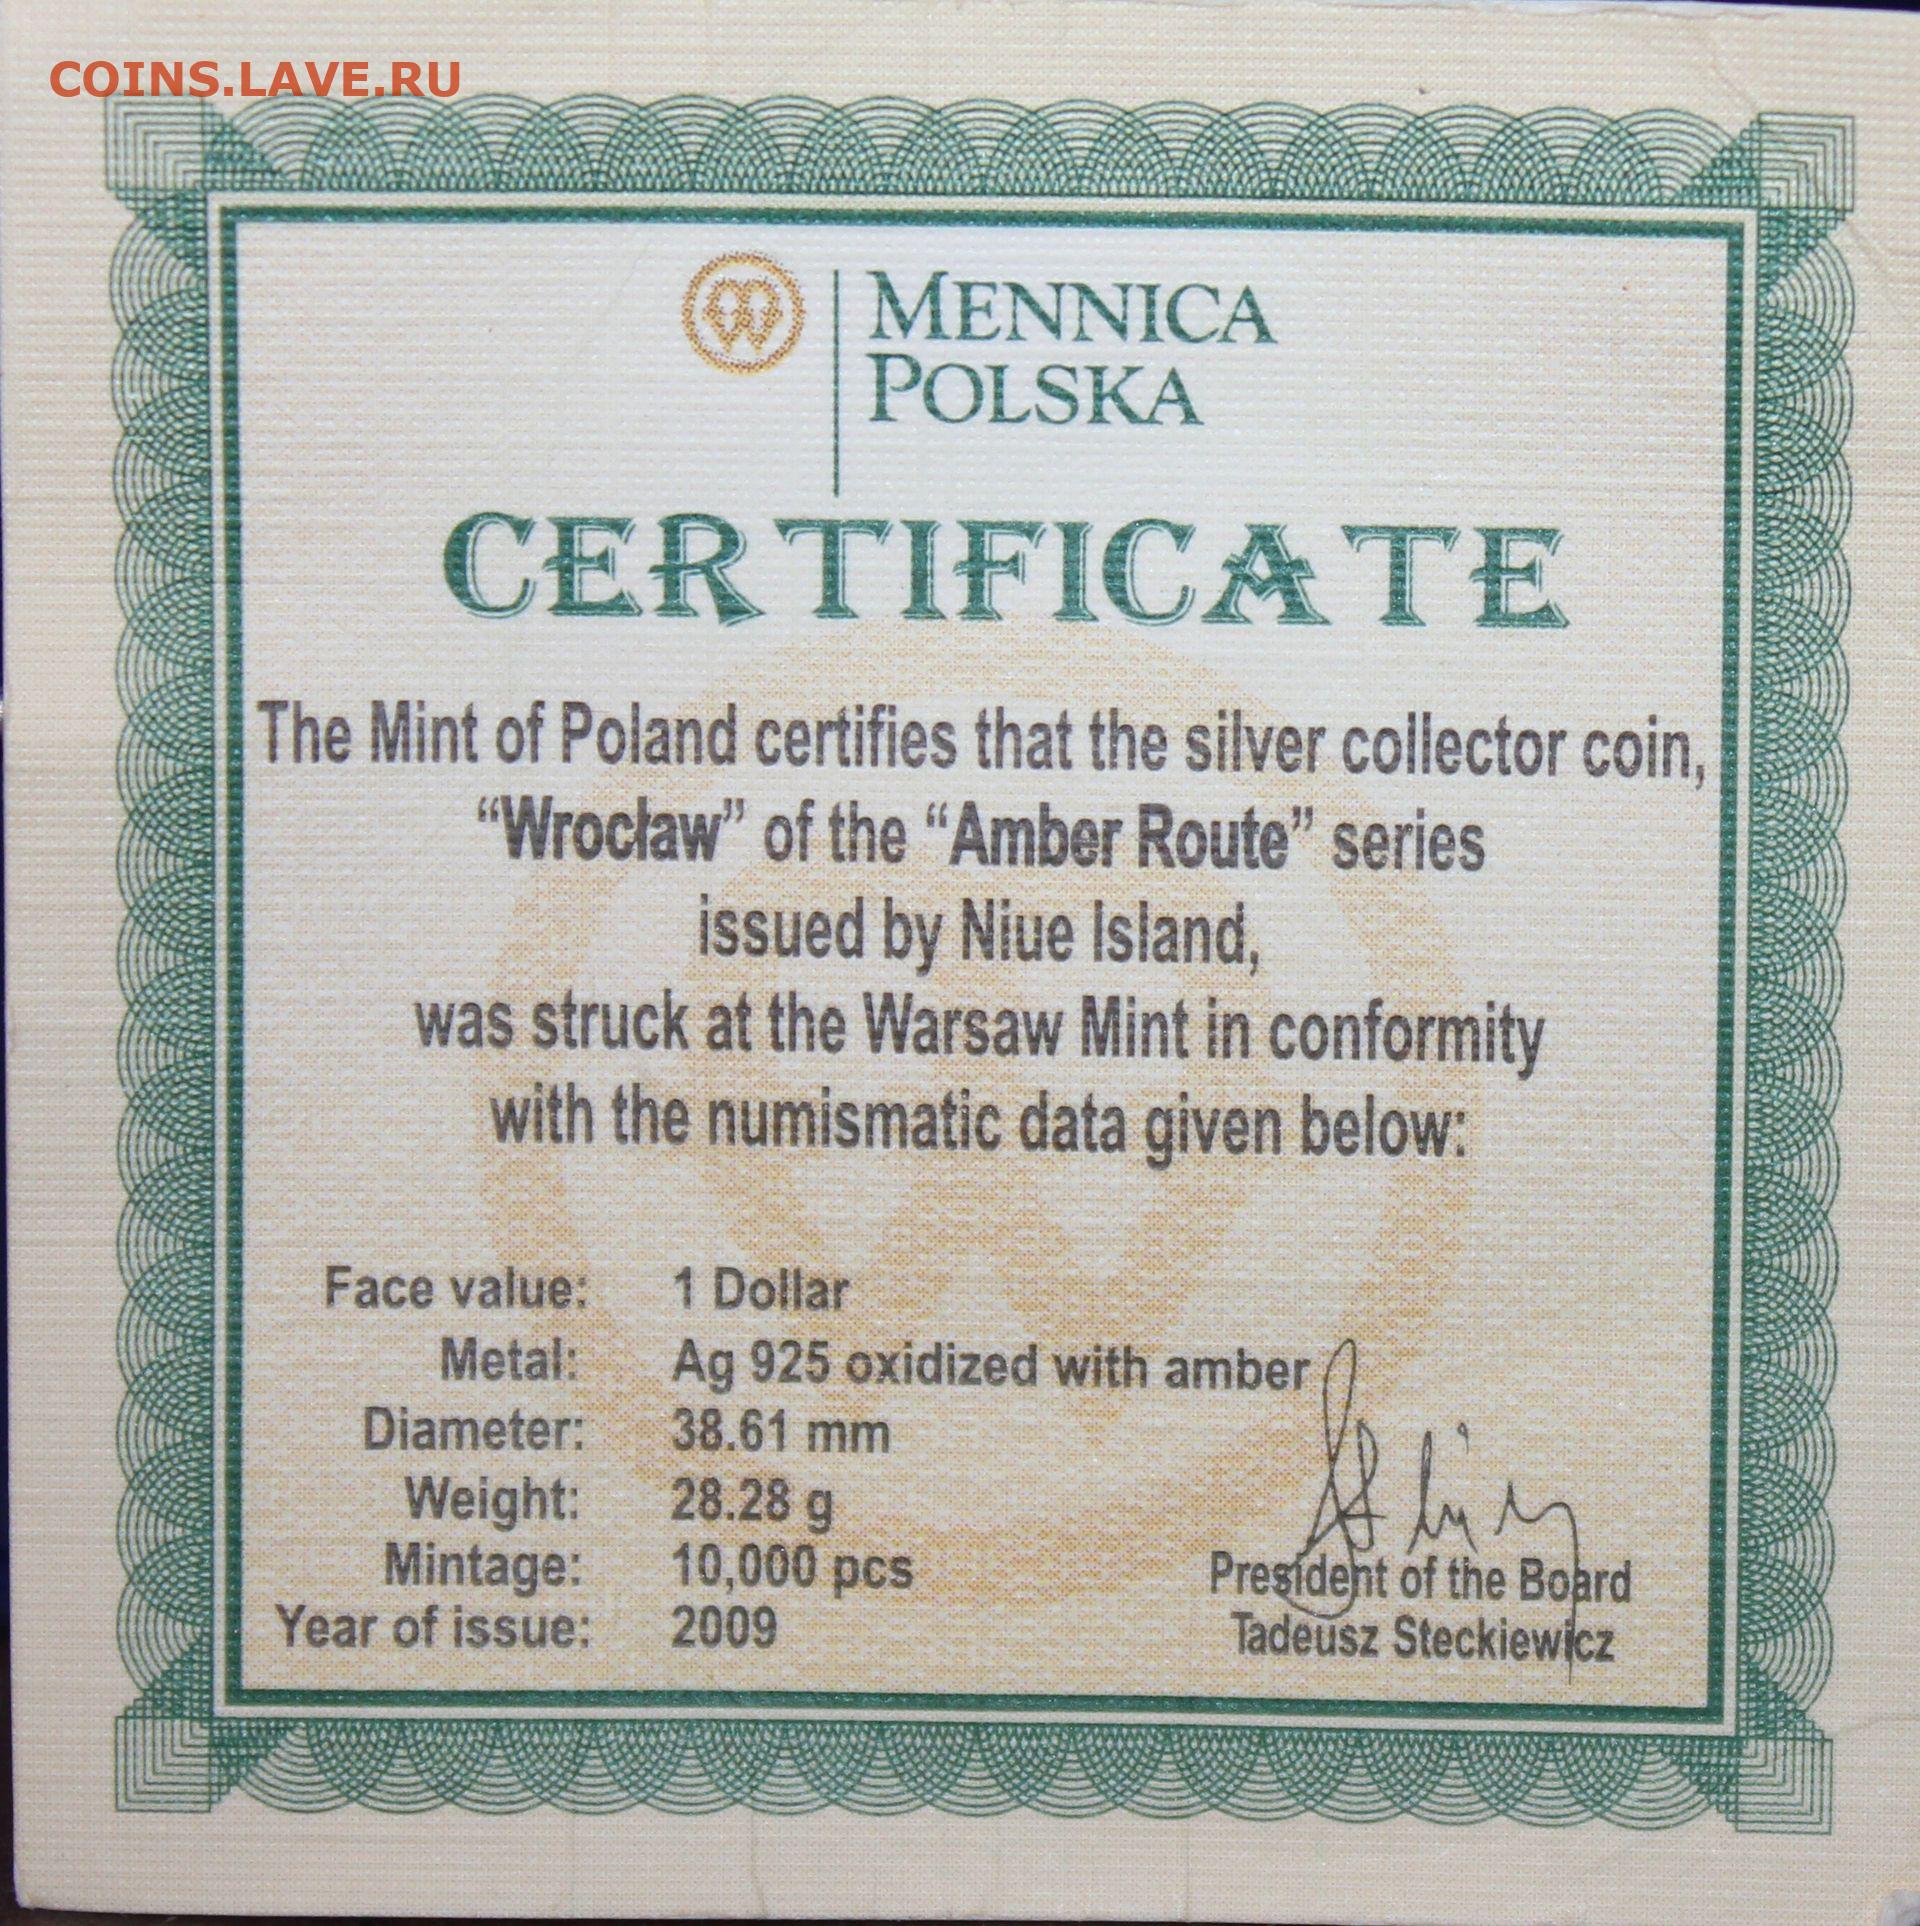 COINS.LAVE.RU
MENNICA
POLSKA
CERTIFICATE
The Mint of Poland certifies that the silver collector coin,
“Wrocław” of the “Amber Route” series
issued by Niue Island,
was struck at the Warsaw Mint in conformity
with the numismatic data given below:
Face value: 1 Dollar
Metal: Ag 925 oxidized with amber
Diameter: 38.61 mm
Weight: 28.28 g
Mintage: 10,000 pcs
Year of issue: 2009
President of the Board
Tadeusz Steckiewicz